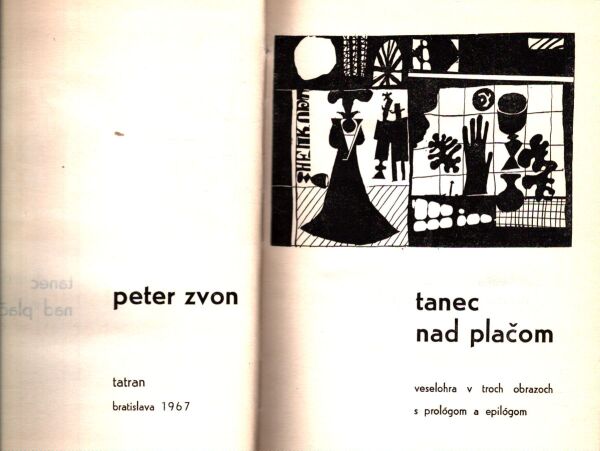 peter zvon
tatran
bratislava 1967
tanec
nad plačom
veselohra v troch obrazoch
s prológom a epilógom